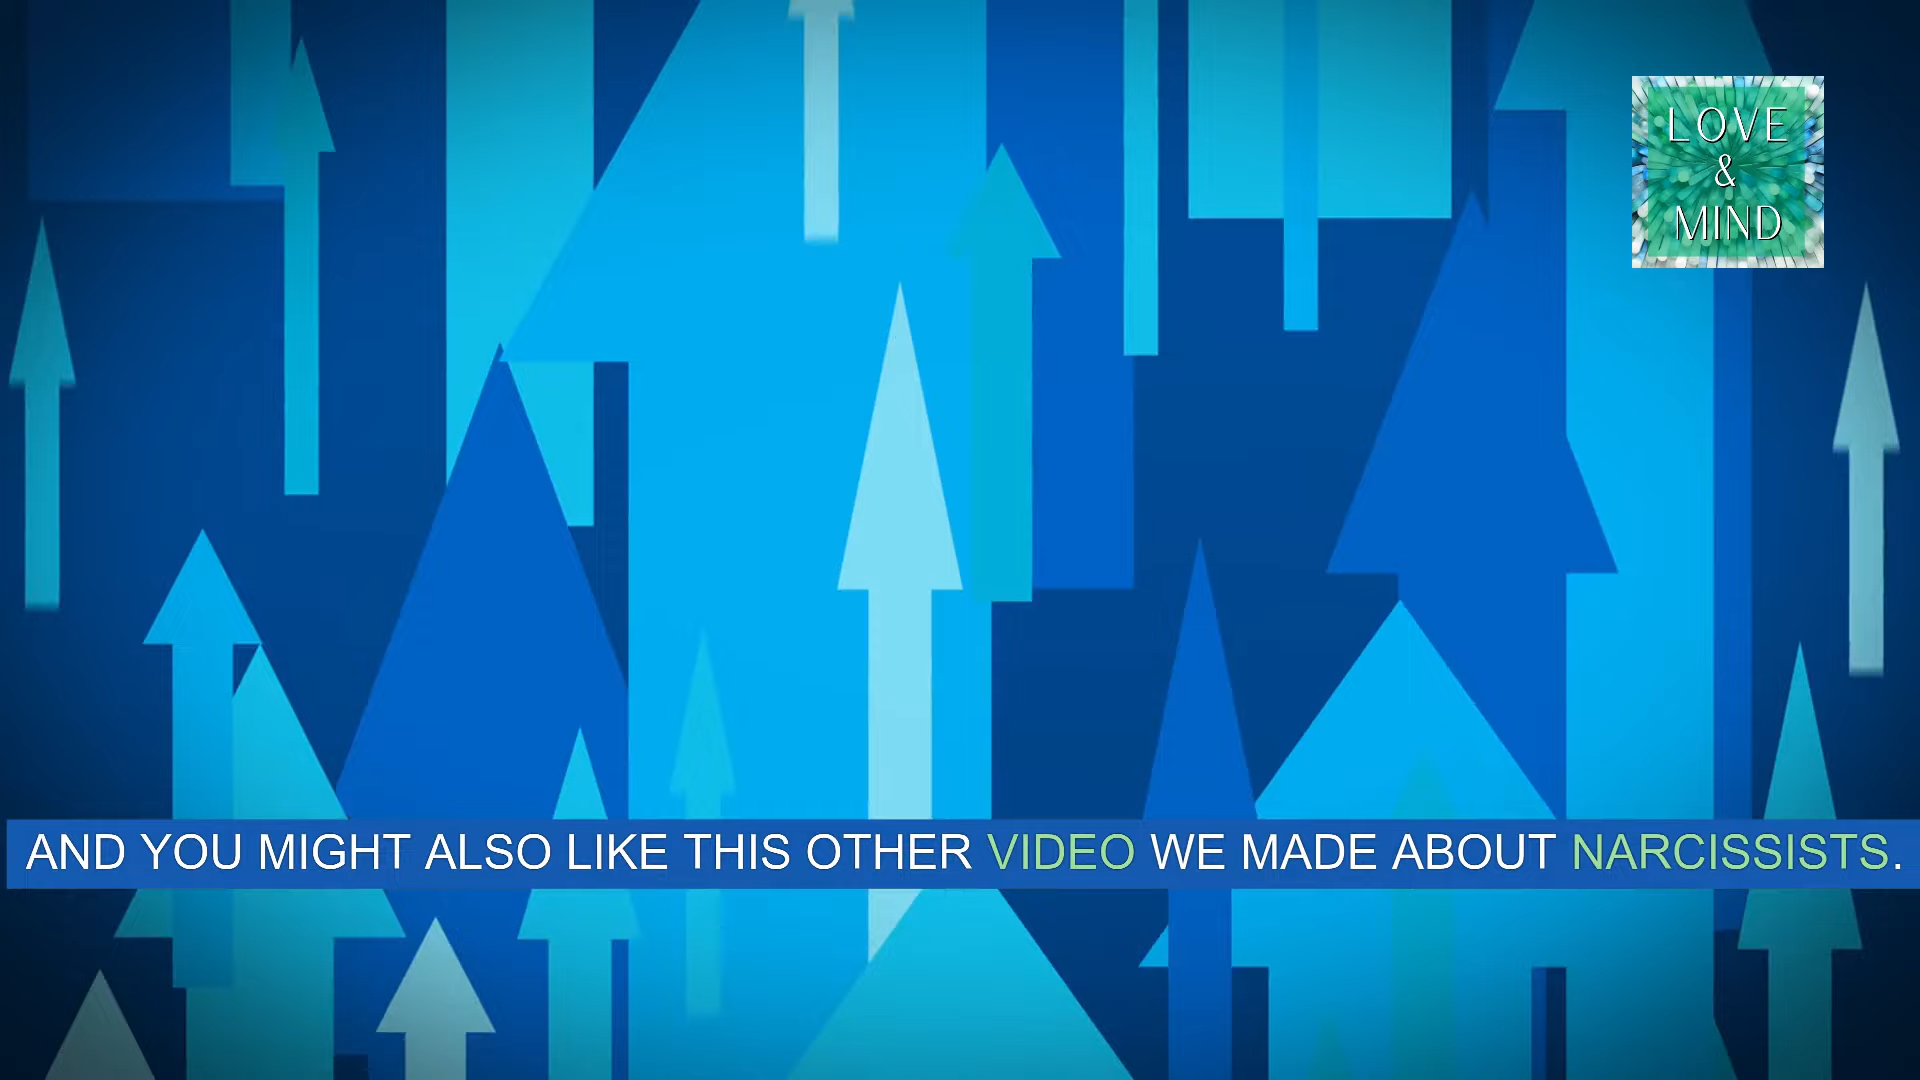 LOVE
&
MIND
AND YOU MIGHT ALSO LIKE THIS OTHER VIDEO WE MADE ABOUT NARCISSISTS.